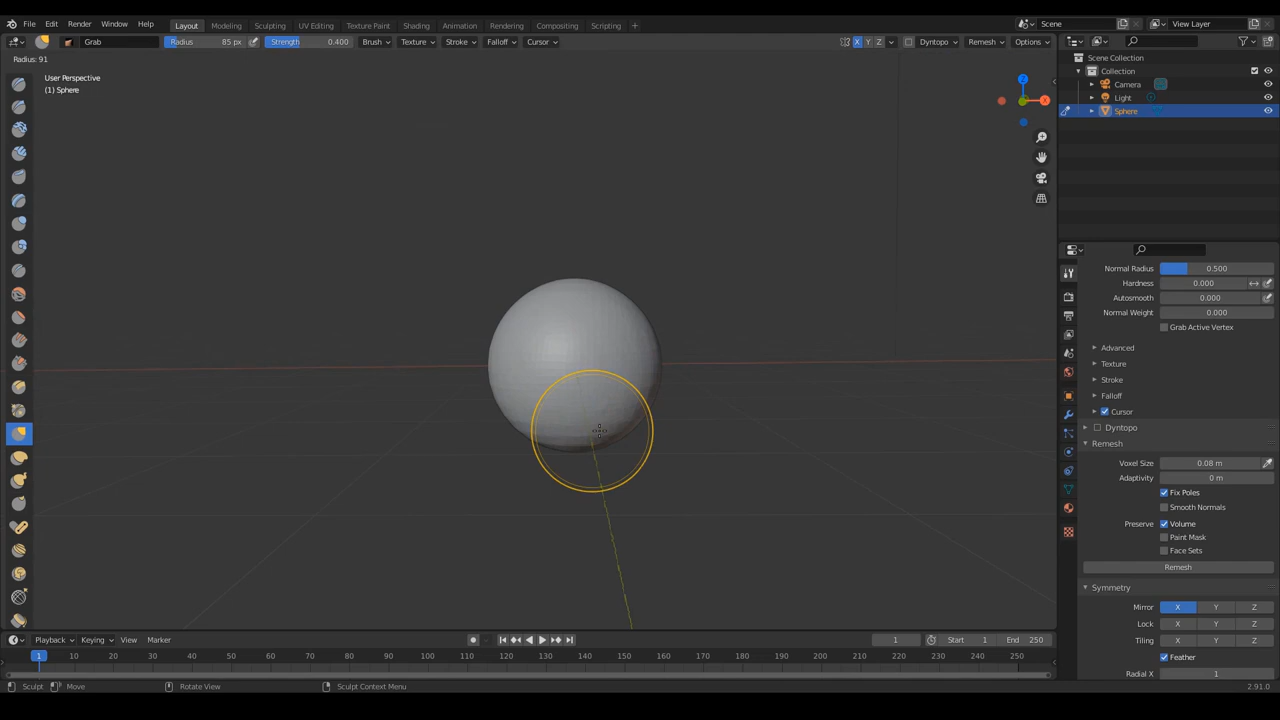 File Edit Render Window Help Layout Modeling Sculpting UV Editing Texture Paint Shading Animation Rendering Compositing Scripting + Scene View Layer
Grab Radius 85 px Strength 0.400 Brush Texture Stroke Falloff Cursor X Y Z Dyntopo Remesh Options
Radius: 91
User Perspective
(1) Sphere
Z
X
Scene Collection
Collection
Camera
Light
Sphere
Normal Radius 0.500
Hardness 0.000
Autosmooth 0.000
Normal Weight 0.000
Grab Active Vertex
Advanced
Texture
Stroke
Falloff
Cursor
Dyntopo
Remesh
Voxel Size 0.08 m
Adaptivity 0 m
Fix Poles
Smooth Normals
Preserve Volume
Paint Mask
Face Sets
Remesh
Symmetry
Mirror X Y Z
Lock X Y Z
Tiling X Y Z
Feather
Radial X 1
Playback Keying View Marker 1 Start 1 End 250
1 10 20 30 40 50 60 70 80 90 100 110 120 130 140 150 160 170 180 190 200 210 220 230 240 250
Sculpt Move Rotate View Sculpt Context Menu 2.91.0